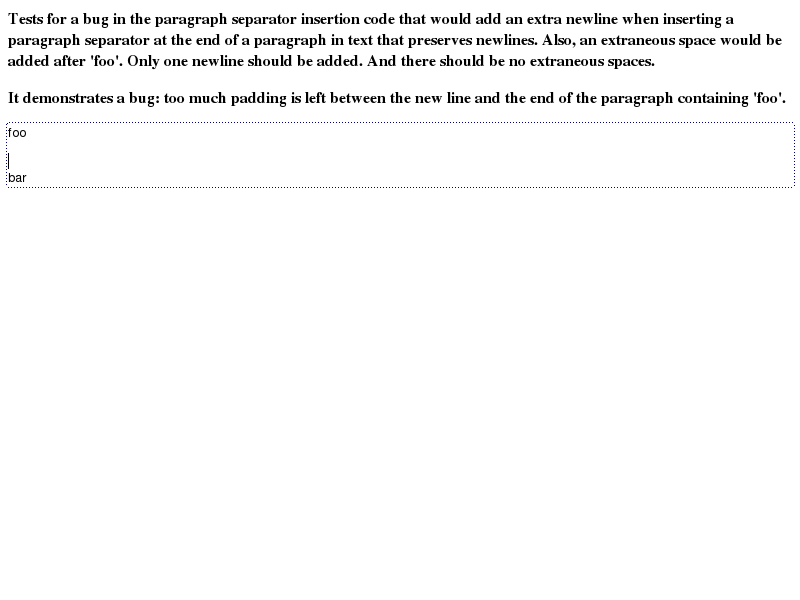 Tests for a bug in the paragraph separator insertion code that would add an extra newline when inserting a
paragraph separator at the end of a paragraph in text that preserves newlines. Also, an extraneous space would be
added after 'foo'. Only one newline should be added. And there should be no extraneous spaces.
It demonstrates a bug: too much padding is left between the new line and the end of the paragraph containing 'foo'.
foo
bar